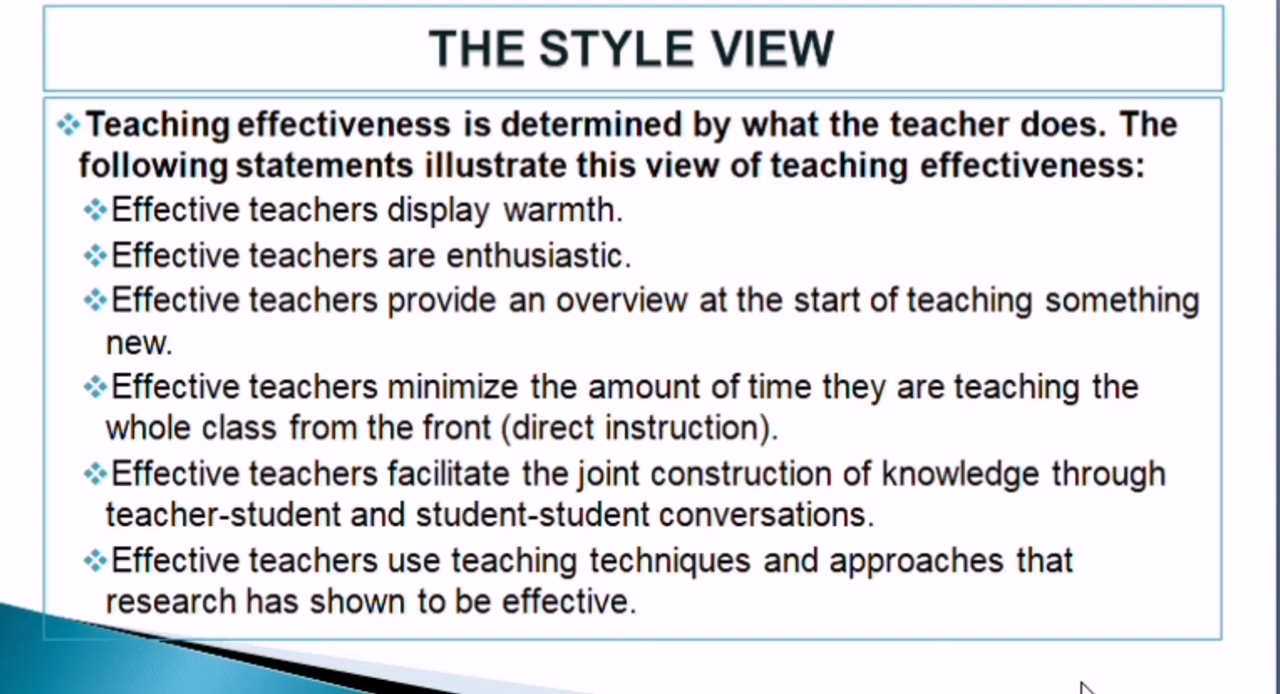 THE STYLE VIEW
Teaching effectiveness is determined by what the teacher does. The
following statements illustrate this view of teaching effectiveness:
Effective teachers display warmth.
Effective teachers are enthusiastic.
Effective teachers provide an overview at the start of teaching something
new.
Effective teachers minimize the amount of time they are teaching the
whole class from the front (direct instruction).
Effective teachers facilitate the joint construction of knowledge through
teacher-student and student-student conversations.
Effective teachers use teaching techniques and approaches that
research has shown to be effective.